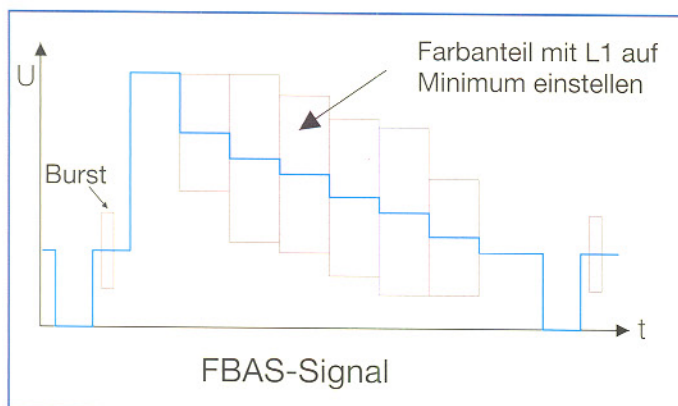 Farbanteil mit L1 auf
Minimum einstellen
U
Burst
t
FBAS-Signal